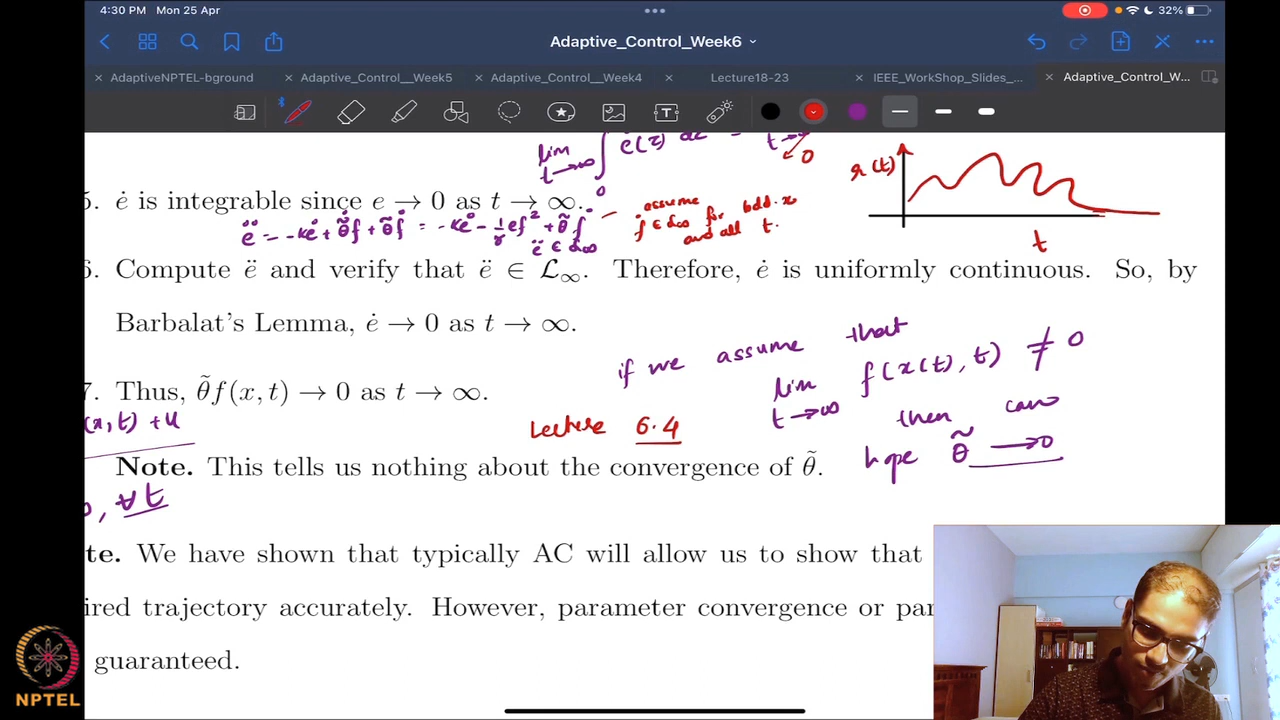 4:30 PM Mon 25 Apr
32%
Adaptive_Control_Week6
AdaptiveNPTEL-bground
Adaptive_Control__Week5
Adaptive_Control__Week4
Lecture18-23
IEEE_WorkShop_Slides_...
Adaptive_Control_W...
lim t→∞ ∫ 0 ė(τ) dτ = t→ 0
r(t)
t
5. ė is integrable since e → 0 as t → ∞.
ë = -kė + θ̃̇f + θ̃ḟ = -kė - 1/γ ef² + θ̃ḟ
ë ∈ L∞
assume
ḟ ∈ L∞ for bdd. x
and all t.
6. Compute ë and verify that ë ∈ ℒ∞. Therefore, ė is uniformly continuous. So, by
Barbalat's Lemma, ė → 0 as t → ∞.
if we assume that
lim t→∞ f(x(t), t) ≠ 0
then can
hope θ̃ → 0
7. Thus, θ̃f(x, t) → 0 as t → ∞.
(x, t) + u
Lecture 6.4
Note. This tells us nothing about the convergence of θ̃.
, ∀t
te. We have shown that typically AC will allow us to show that
ired trajectory accurately. However, parameter convergence or par
guaranteed.
NPTEL